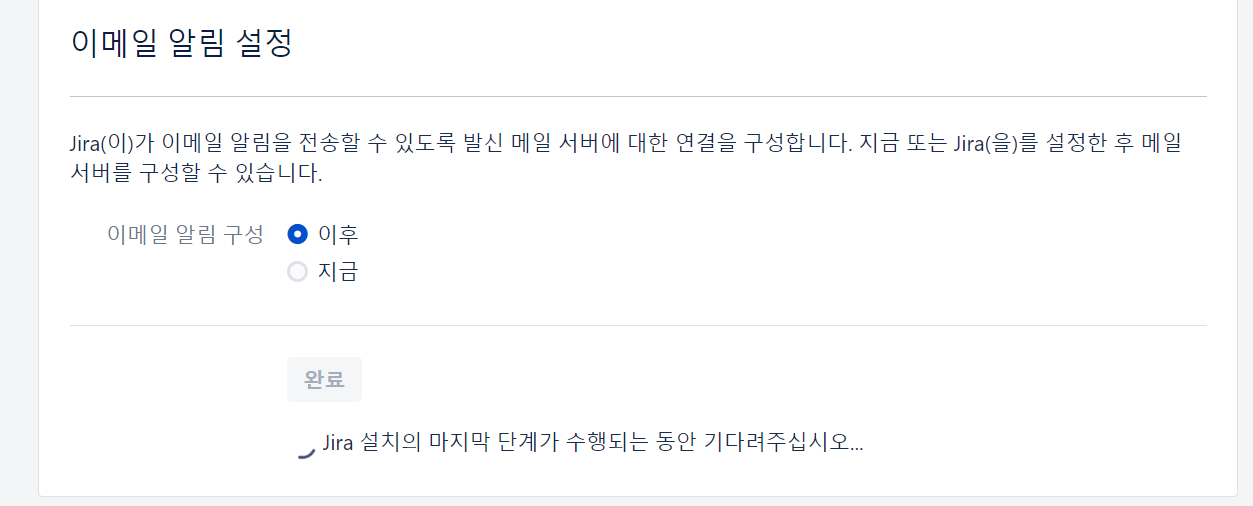 이메일 알림 설정
Jira(이)가 이메일 알림을 전송할 수 있도록 발신 메일 서버에 대한 연결을 구성합니다. 지금 또는 Jira(을)를 설정한 후 메일
서버를 구성할 수 있습니다.
이메일 알림 구성 이후
지금
완료
Jira 설치의 마지막 단계가 수행되는 동안 기다려주십시오...